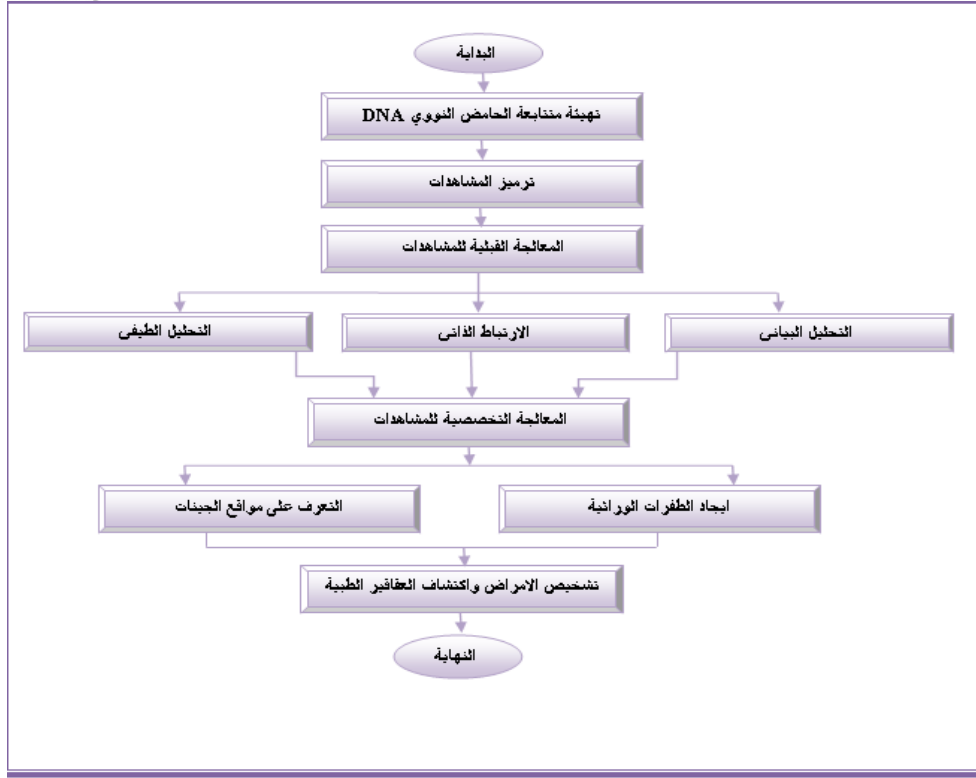 البداية
تهيئة متتابعة الحامض النووي DNA
ترميز المشاهدات
المعالجة القبلية للمشاهدات
التحليل البياني
الارتباط الذاتي
التحليل الطيفي
المعالجة التخصصية للمشاهدات
ايجاد الطفرات الوراثية
التعرف على مواقع الجينات
تشخيص الامراض واكتشاف العقاقير الطبية
النهاية